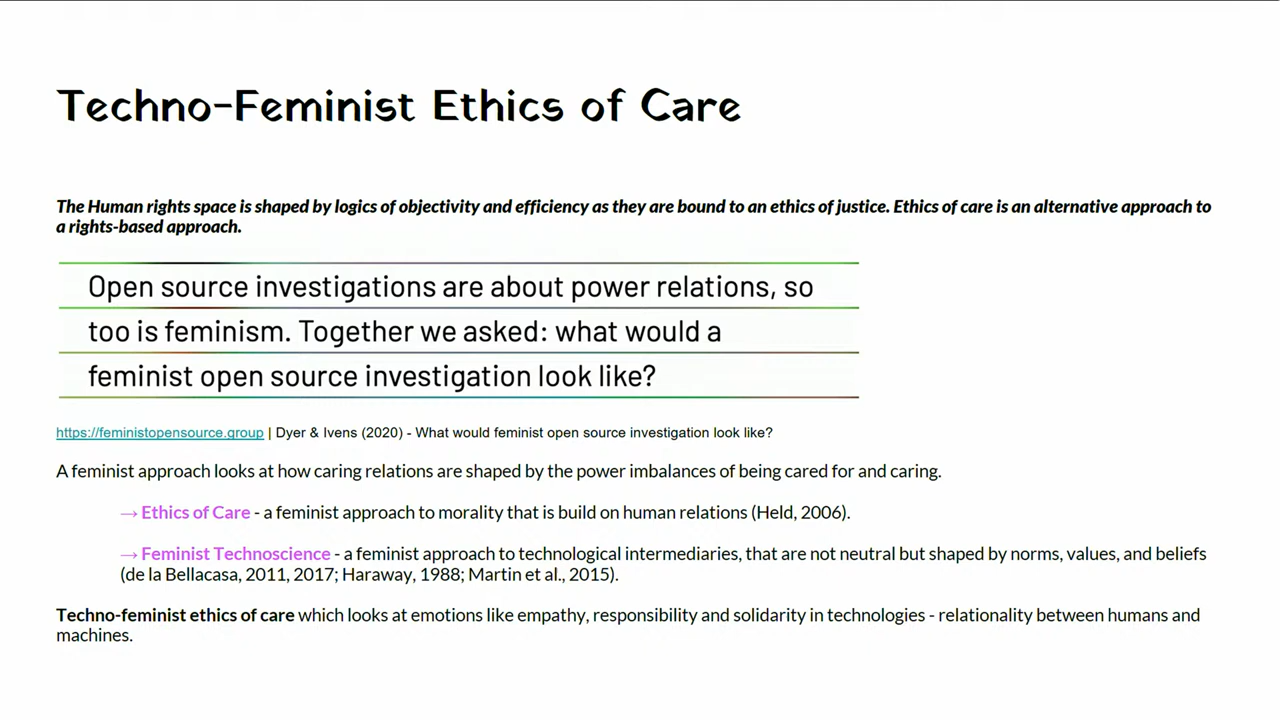 Techno-Feminist Ethics of Care
The Human rights space is shaped by logics of objectivity and efficiency as they are bound to an ethics of justice. Ethics of care is an alternative approach to
a rights-based approach.
Open source investigations are about power relations, so
too is feminism. Together we asked: what would a
feminist open source investigation look like?
https://feministopensource.group | Dyer & Ivens (2020) - What would feminist open source investigation look like?
A feminist approach looks at how caring relations are shaped by the power imbalances of being cared for and caring.
→ Ethics of Care - a feminist approach to morality that is build on human relations (Held, 2006).
→ Feminist Technoscience - a feminist approach to technological intermediaries, that are not neutral but shaped by norms, values, and beliefs
(de la Bellacasa, 2011, 2017; Haraway, 1988; Martin et al., 2015).
Techno-feminist ethics of care which looks at emotions like empathy, responsibility and solidarity in technologies - relationality between humans and
machines.